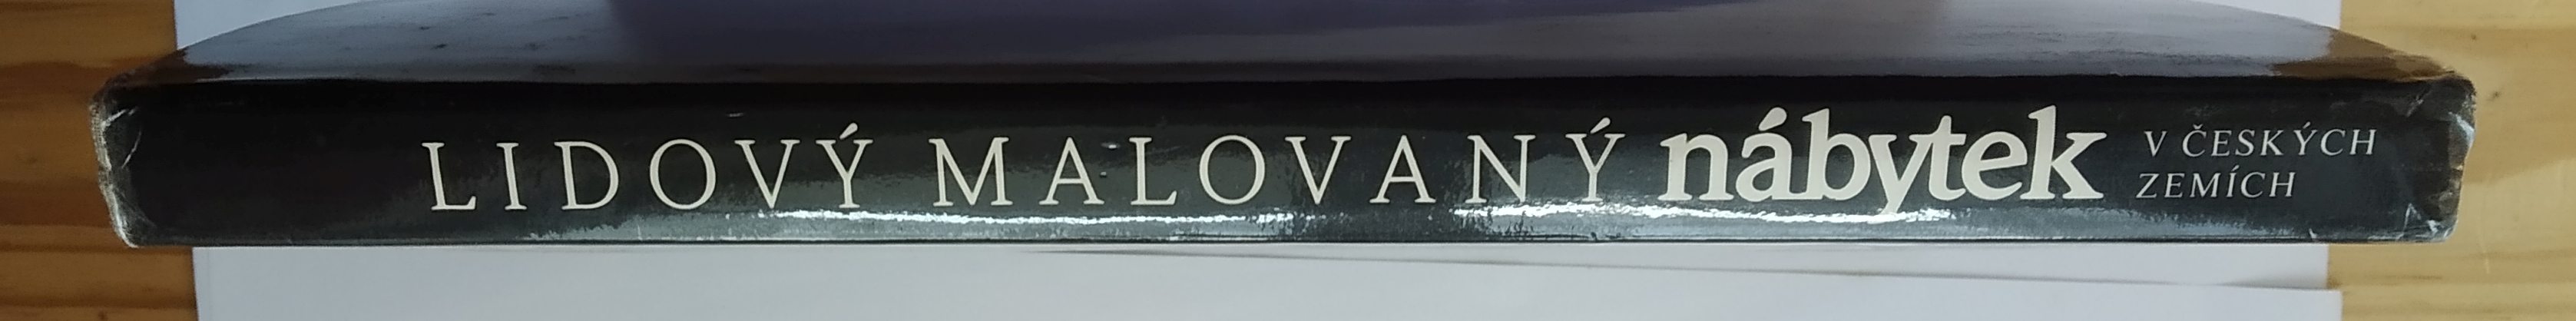 LIDOVÝ MALOVANÝ nábytek V ČESKÝCH
ZEMÍCH